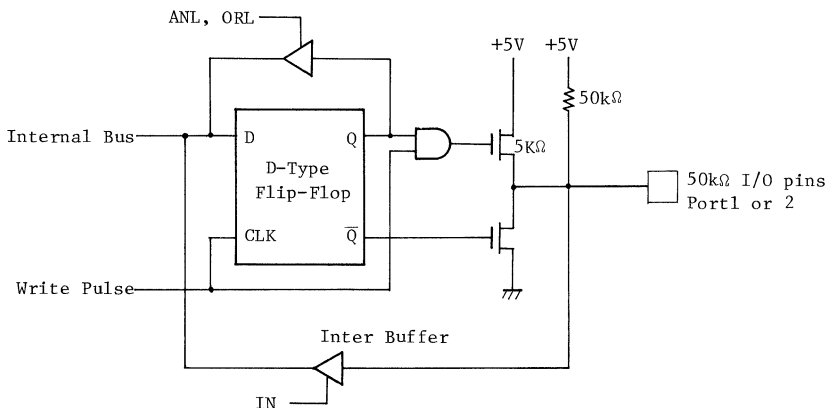 ANL, ORL
+5V
+5V
50kΩ
Internal Bus
D
Q
5KΩ
D-Type
Flip-Flop
50kΩ I/O pins
Port1 or 2
CLK
Q̅
Write Pulse
Inter Buffer
IN